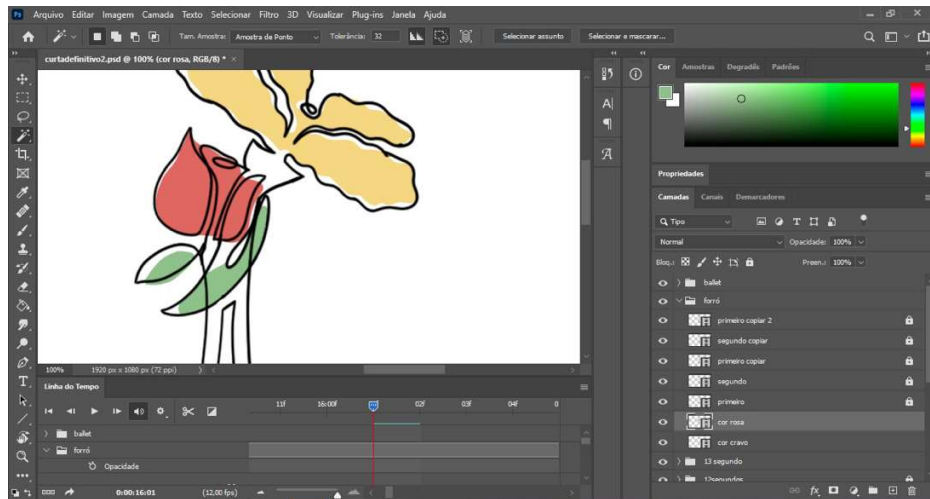 Ps Arquivo Editar Imagem Camada Texto Selecionar Filtro 3D Visualizar Plug-ins Janela Ajuda
Tam. Amostra: Amostra de Ponto Tolerância: 32 Selecionar assunto Selecionar e mascarar...
curtadefinitivo2.psd @ 100% (cor rosa, RGB/8) * ×
Cor Amostras Degradês Padrões
Propriedades
Camadas Canais Demarcadores
Tipo
Normal Opacidade: 100%
Bloq.: Preen.: 100%
ballet
forró
primeiro copiar 2
segundo copiar
primeiro copiar
segundo
primeiro
cor rosa
cor cravo
13 segundo
12segundos
100% 1920 px x 1080 px (72 ppi)
Linha do Tempo
11f 16:00f 02f 03f 04f 0
ballet
forró
Opacidade
0:00:16:01 (12,00 fps)